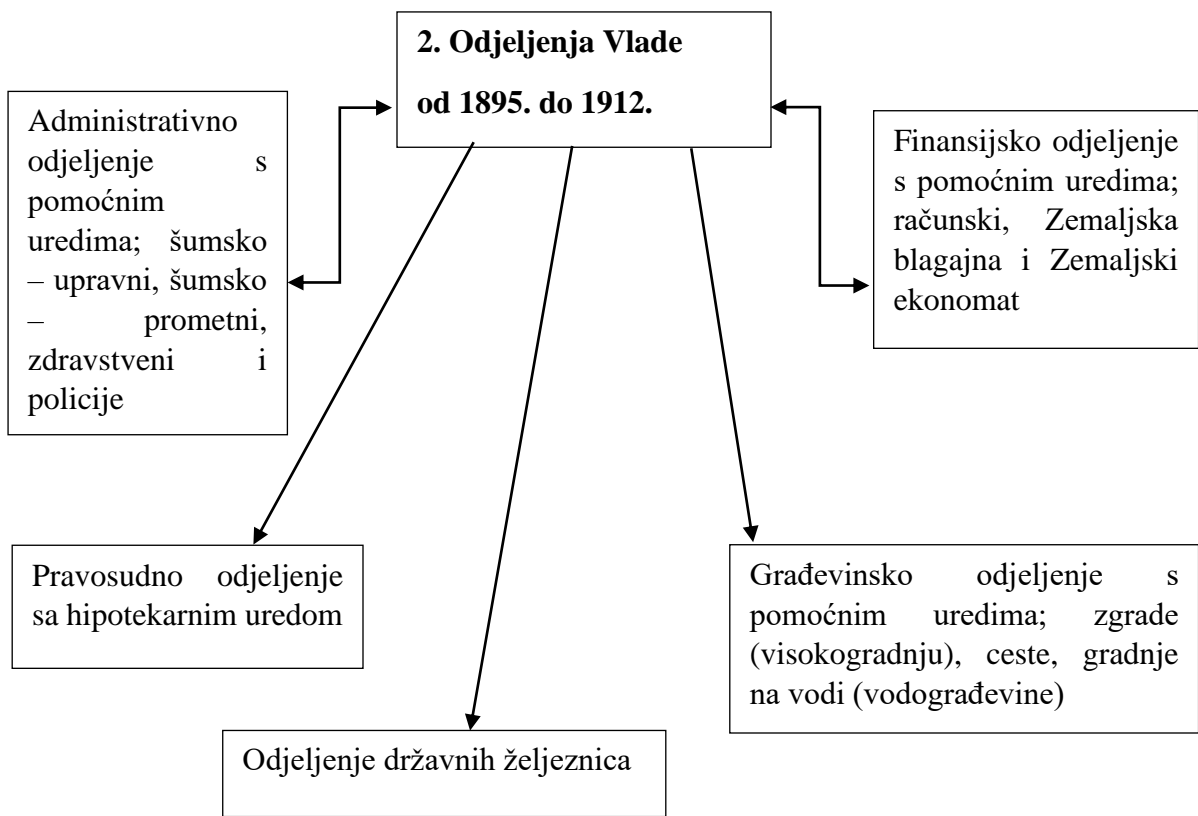 2. Odjeljenja Vlade
od 1895. do 1912.
Administrativno
odjeljenje s
pomoćnim
uredima; šumsko
– upravni, šumsko
– prometni,
zdravstveni i
policije
Finansijsko odjeljenje
s pomoćnim uredima;
računski, Zemaljska
blagajna i Zemaljski
ekonomat
Pravosudno odjeljenje
sa hipotekarnim uredom
Građevinsko odjeljenje s
pomoćnim uredima; zgrade
(visokogradnju), ceste, gradnje
na vodi (vodograđevine)
Odjeljenje državnih željeznica